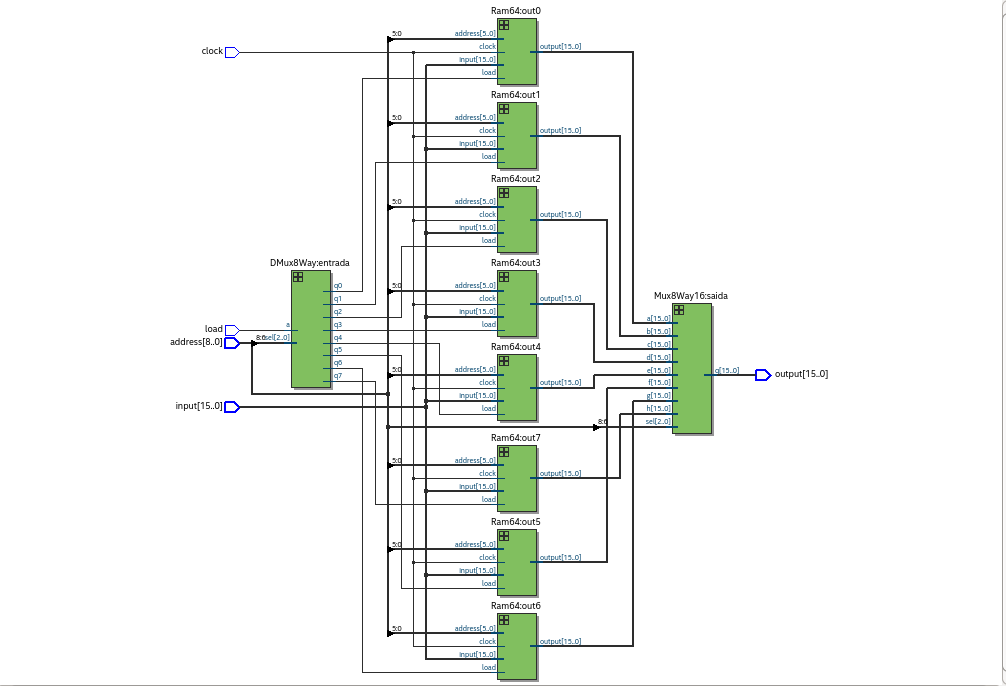 Ram64:out0
5:0
address[5..0]
clock
input[15..0]
load
output[15..0]
clock
Ram64:out1
5:0
address[5..0]
clock
input[15..0]
load
output[15..0]
Ram64:out2
5:0
address[5..0]
clock
input[15..0]
load
output[15..0]
DMux8Way:entrada
q0
q1
q2
q3
q4
q5
q6
q7
a
8:6
sel[2..0]
load
address[8..0]
input[15..0]
Ram64:out3
5:0
address[5..0]
clock
input[15..0]
load
output[15..0]
Mux8Way16:saida
a[15..0]
b[15..0]
c[15..0]
d[15..0]
e[15..0]
f[15..0]
g[15..0]
h[15..0]
8:6
sel[2..0]
q[15..0]
output[15..0]
Ram64:out4
5:0
address[5..0]
clock
input[15..0]
load
output[15..0]
Ram64:out7
5:0
address[5..0]
clock
input[15..0]
load
output[15..0]
Ram64:out5
5:0
address[5..0]
clock
input[15..0]
load
output[15..0]
Ram64:out6
5:0
address[5..0]
clock
input[15..0]
load
output[15..0]